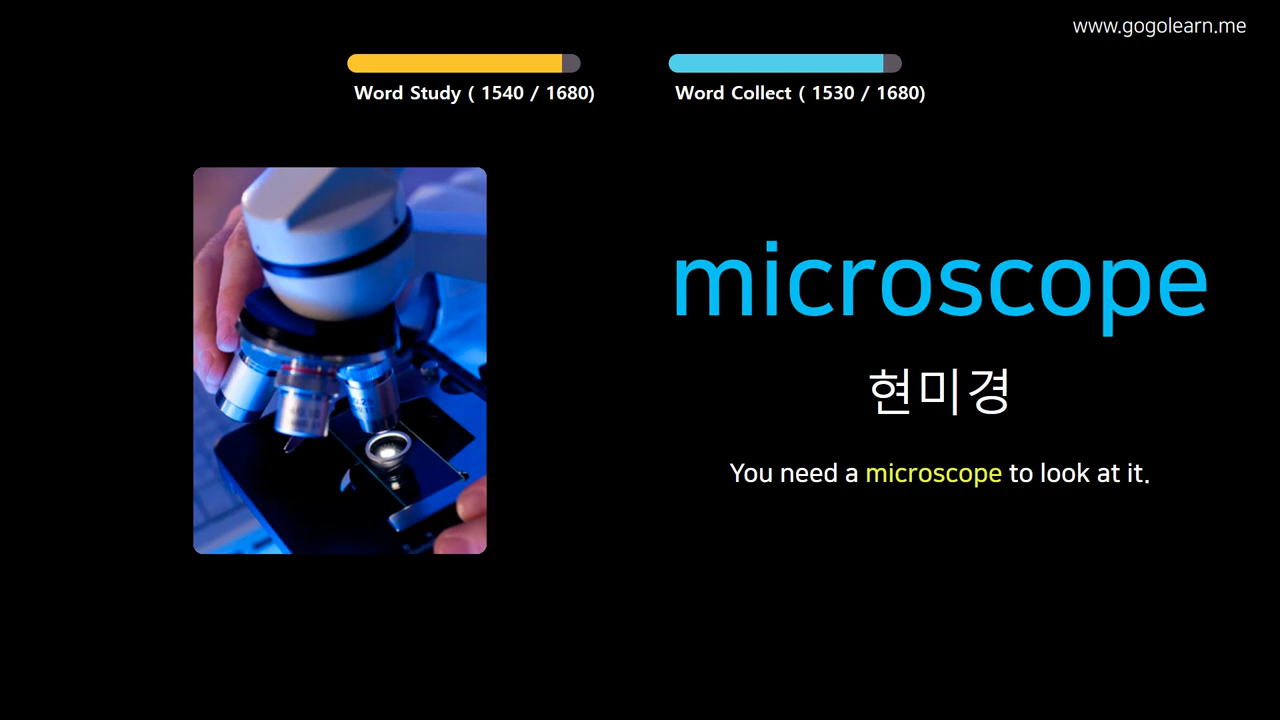 www.gogolearn.me
Word Study ( 1540 / 1680)
Word Collect ( 1530 / 1680)
microscope
현미경
You need a microscope to look at it.